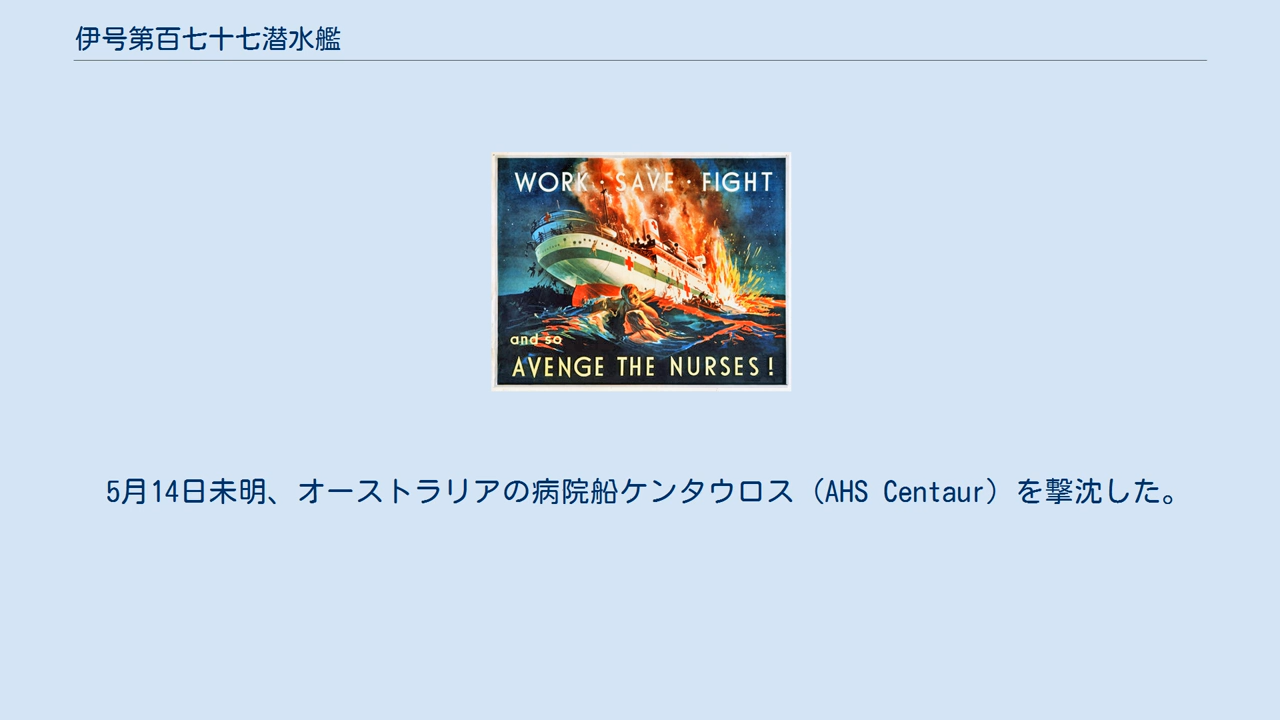 伊号第百七十七潜水艦
WORK · SAVE · FIGHT
and so
AVENGE THE NURSES!
5月14日未明、オーストラリアの病院船ケンタウロス（AHS Centaur）を撃沈した。